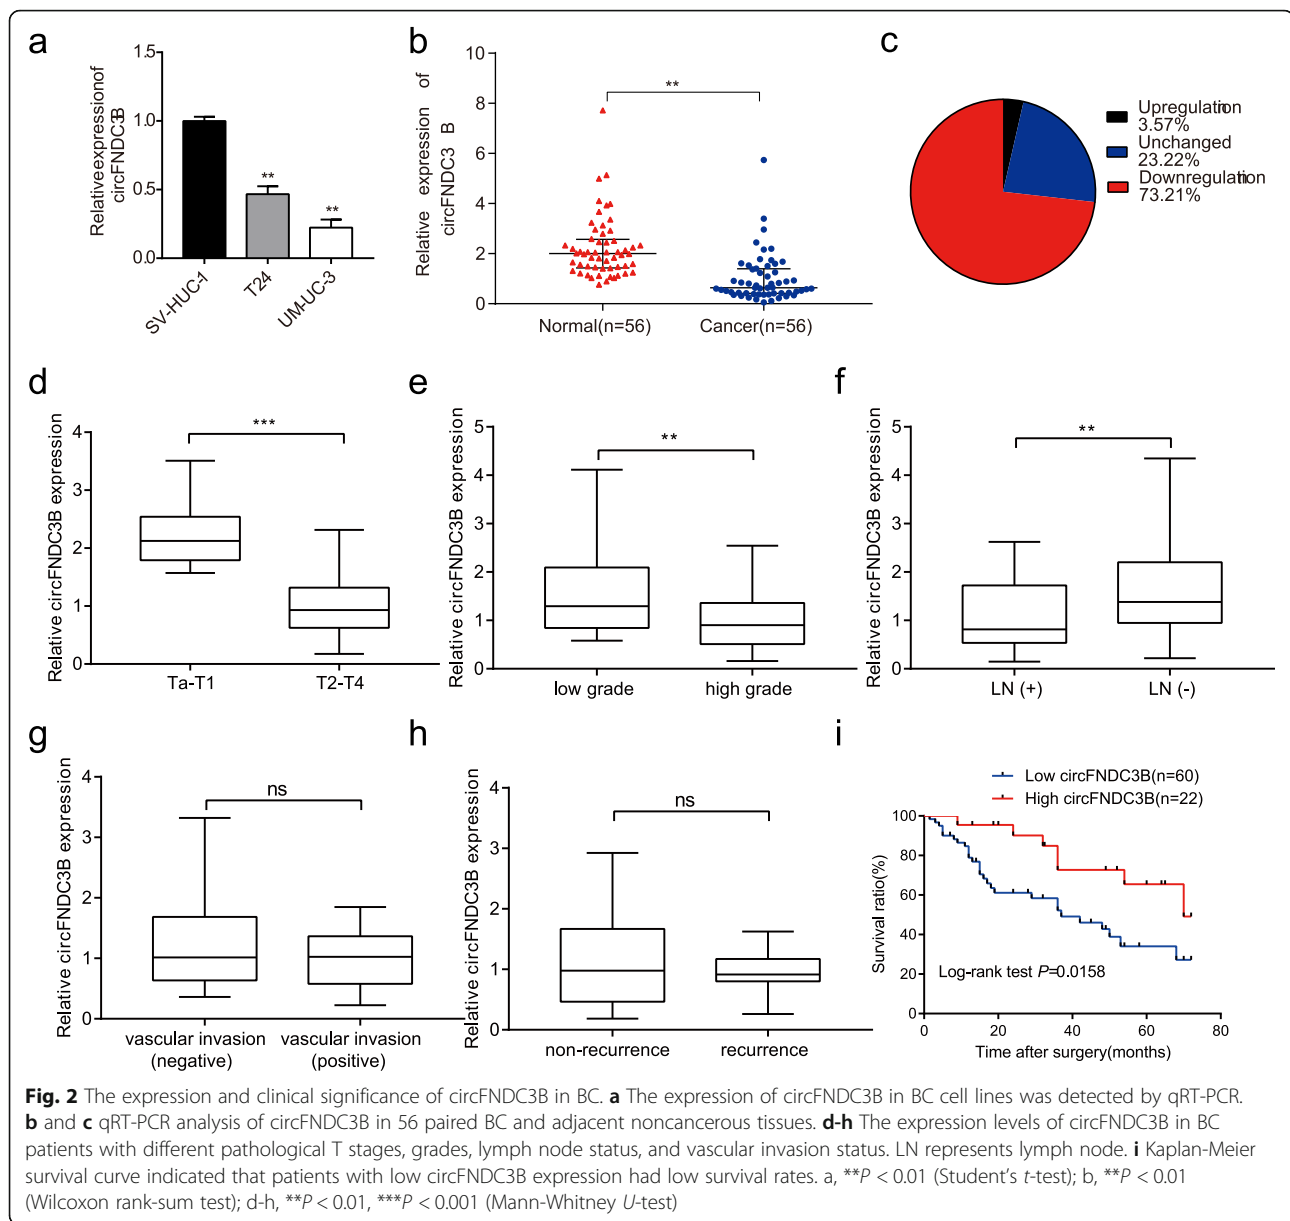 a
Relative expression of
circFNDC3B
1.5
1.0
0.5
0.0
**
**
SV-HUC-1
T24
UM-UC-3
b
Relative expression of
circFNDC3 B
10
8
6
4
2
0
**
Normal(n=56)
Cancer(n=56)
c
Upregulation
3.57%
Unchanged
23.22%
Downregulation
73.21%
d
Relative circFNDC3B expression
4
3
2
1
0
***
Ta-T1
T2-T4
e
Relative circFNDC3B expression
5
4
3
2
1
0
**
low grade
high grade
f
Relative circFNDC3B expression
5
4
3
2
1
0
**
LN (+)
LN (-)
g
Relative circFNDC3B expression
4
3
2
1
0
ns
vascular invasion
(negative)
vascular invasion
(positive)
h
Relative circFNDC3B expression
4
3
2
1
0
ns
non-recurrence
recurrence
i
Low circFNDC3B(n=60)
High circFNDC3B(n=22)
Survival ratio(%)
100
80
60
40
20
0
Log-rank test P=0.0158
0
20
40
60
80
Time after surgery(months)
Fig. 2 The expression and clinical significance of circFNDC3B in BC. a The expression of circFNDC3B in BC cell lines was detected by qRT-PCR.
b and c qRT-PCR analysis of circFNDC3B in 56 paired BC and adjacent noncancerous tissues. d-h The expression levels of circFNDC3B in BC
patients with different pathological T stages, grades, lymph node status, and vascular invasion status. LN represents lymph node. i Kaplan-Meier
survival curve indicated that patients with low circFNDC3B expression had low survival rates. a, **P < 0.01 (Student's t-test); b, **P < 0.01
(Wilcoxon rank-sum test); d-h, **P < 0.01, ***P < 0.001 (Mann-Whitney U-test)